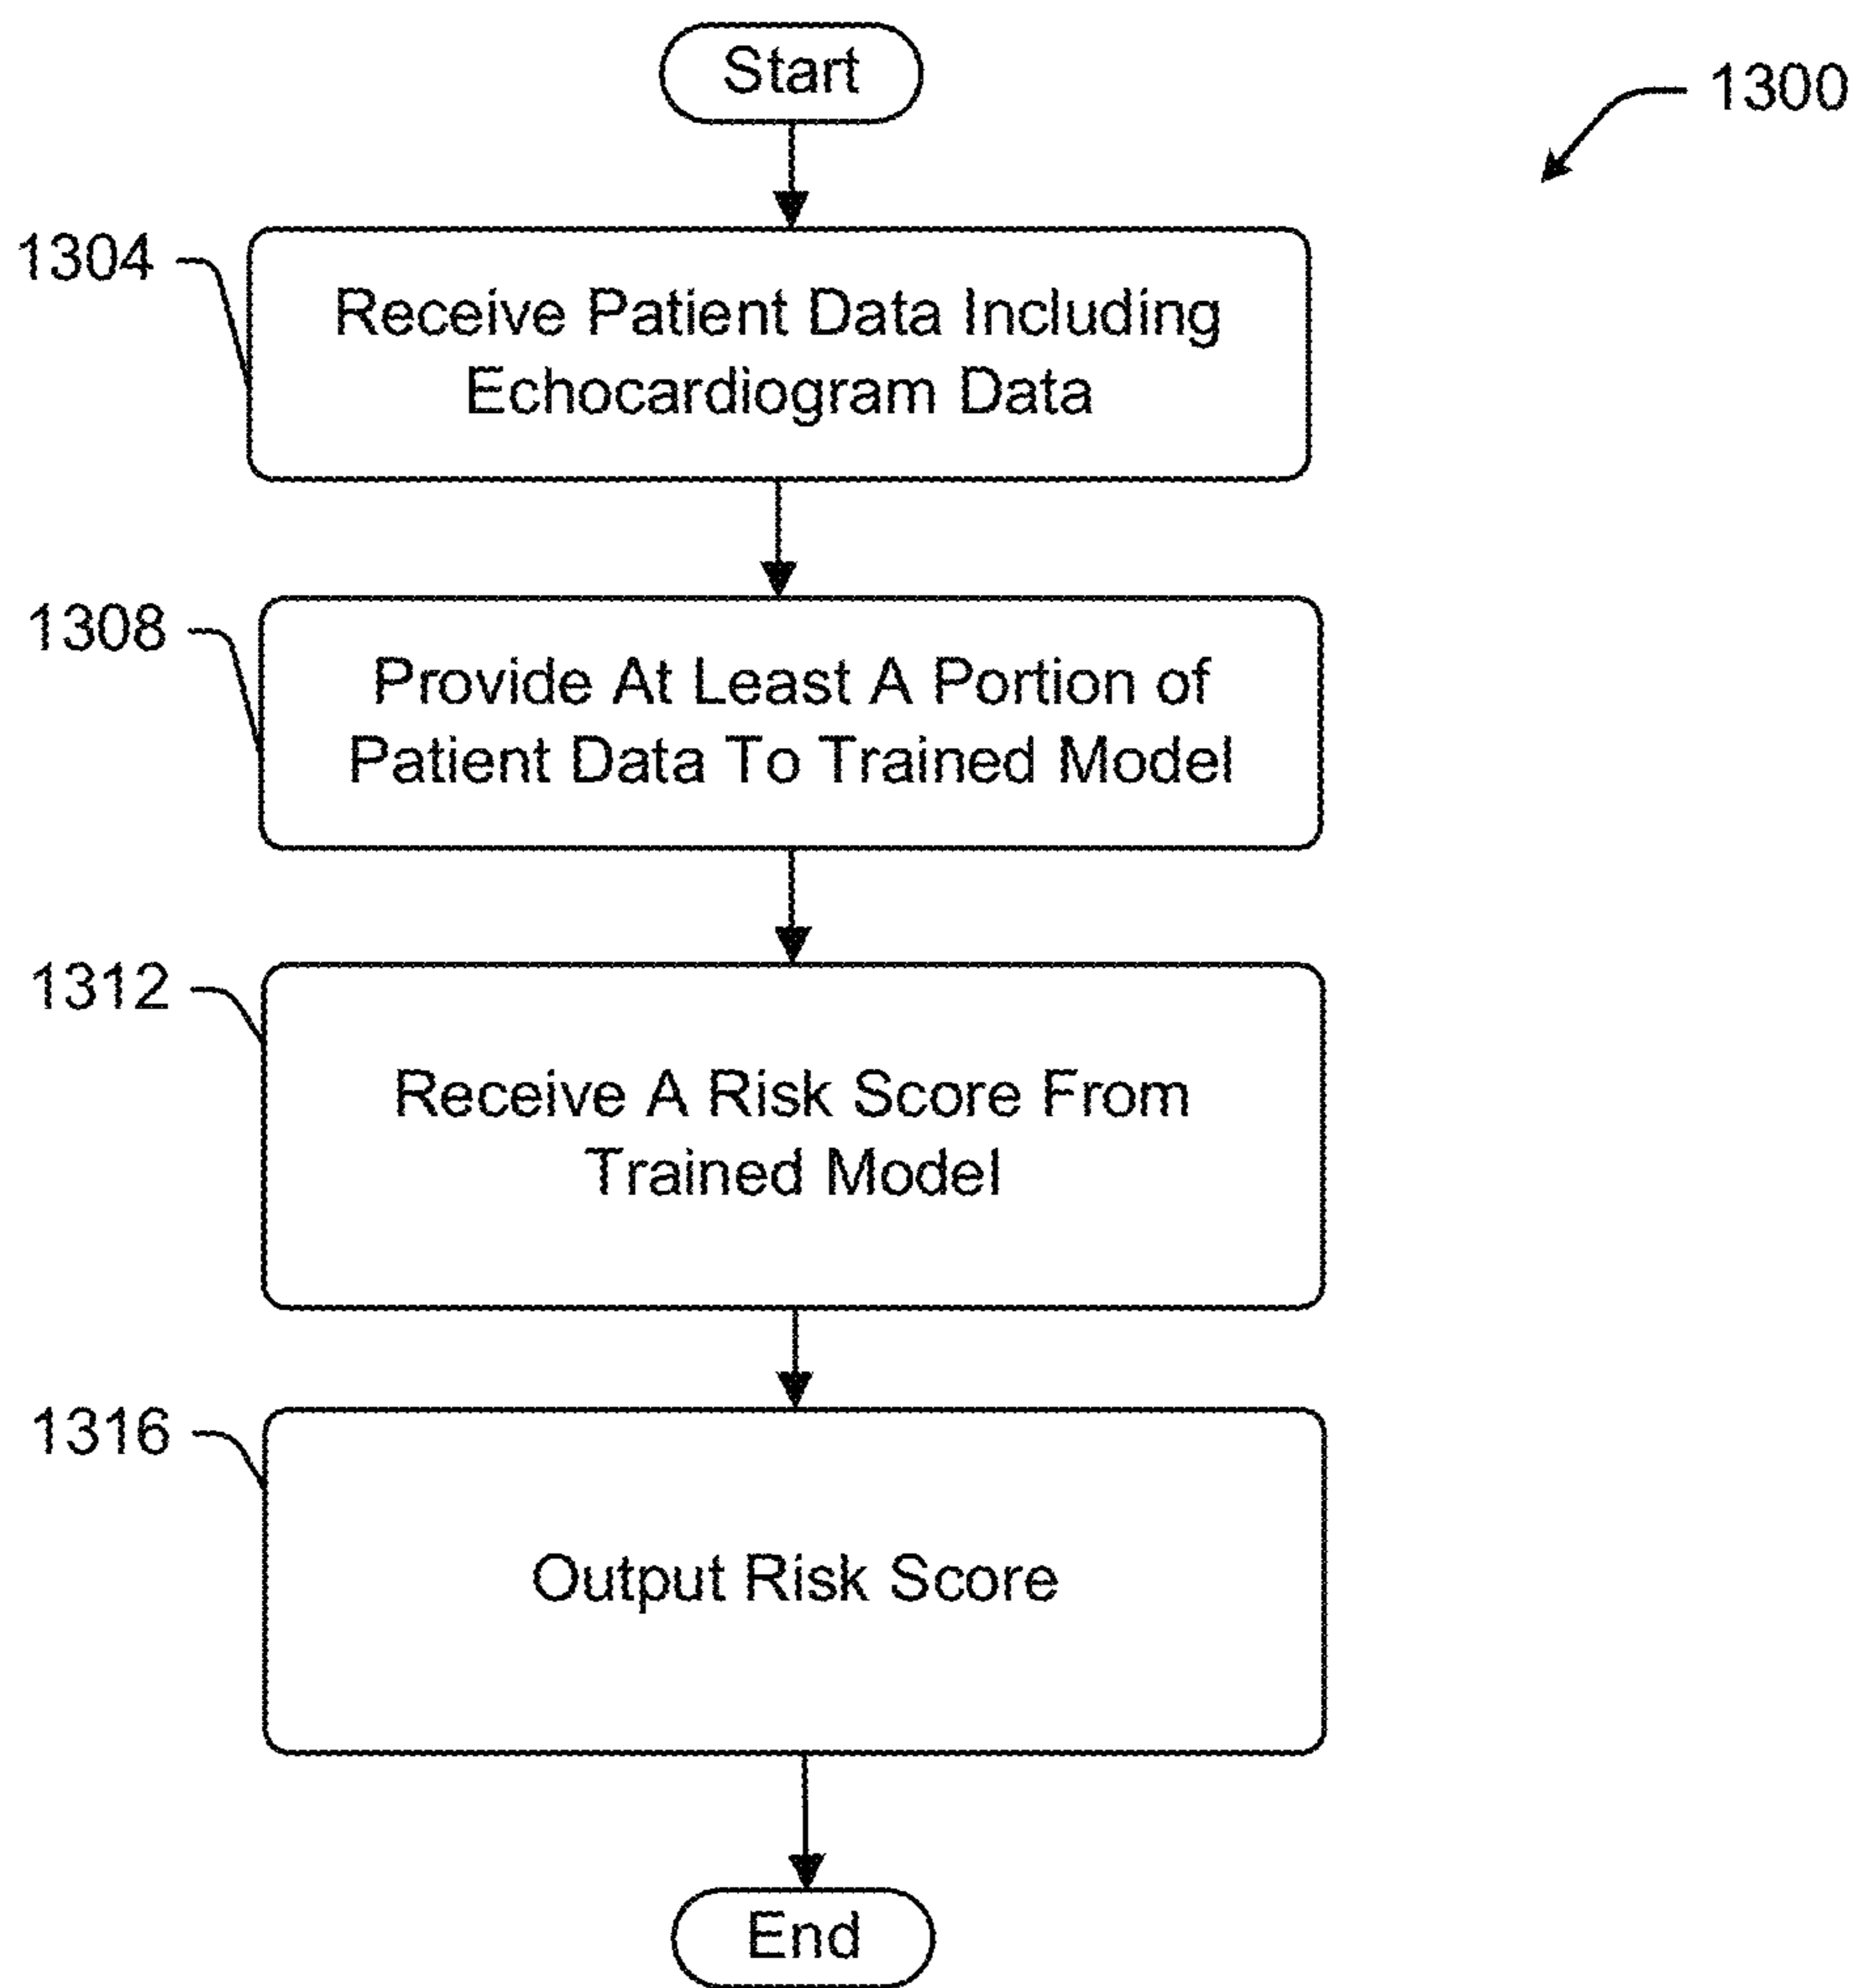 Start
1300
1304
Receive Patient Data Including
Echocardiogram Data
1308
Provide At Least A Portion of
Patient Data To Trained Model
1312
Receive A Risk Score From
Trained Model
1316
Output Risk Score
End